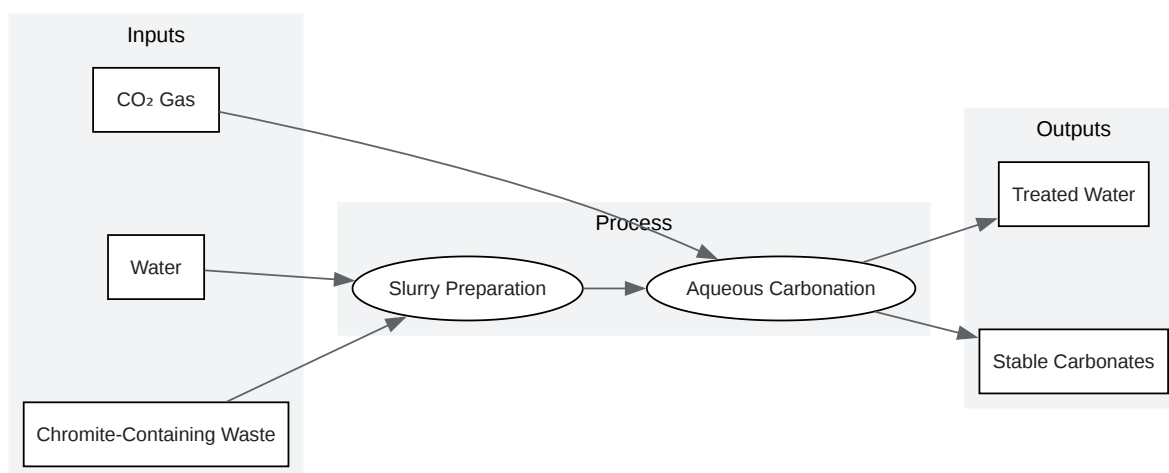 Inputs
CO₂ Gas
Water
Chromite-Containing Waste
Process
Slurry Preparation
Aqueous Carbonation
Outputs
Treated Water
Stable Carbonates